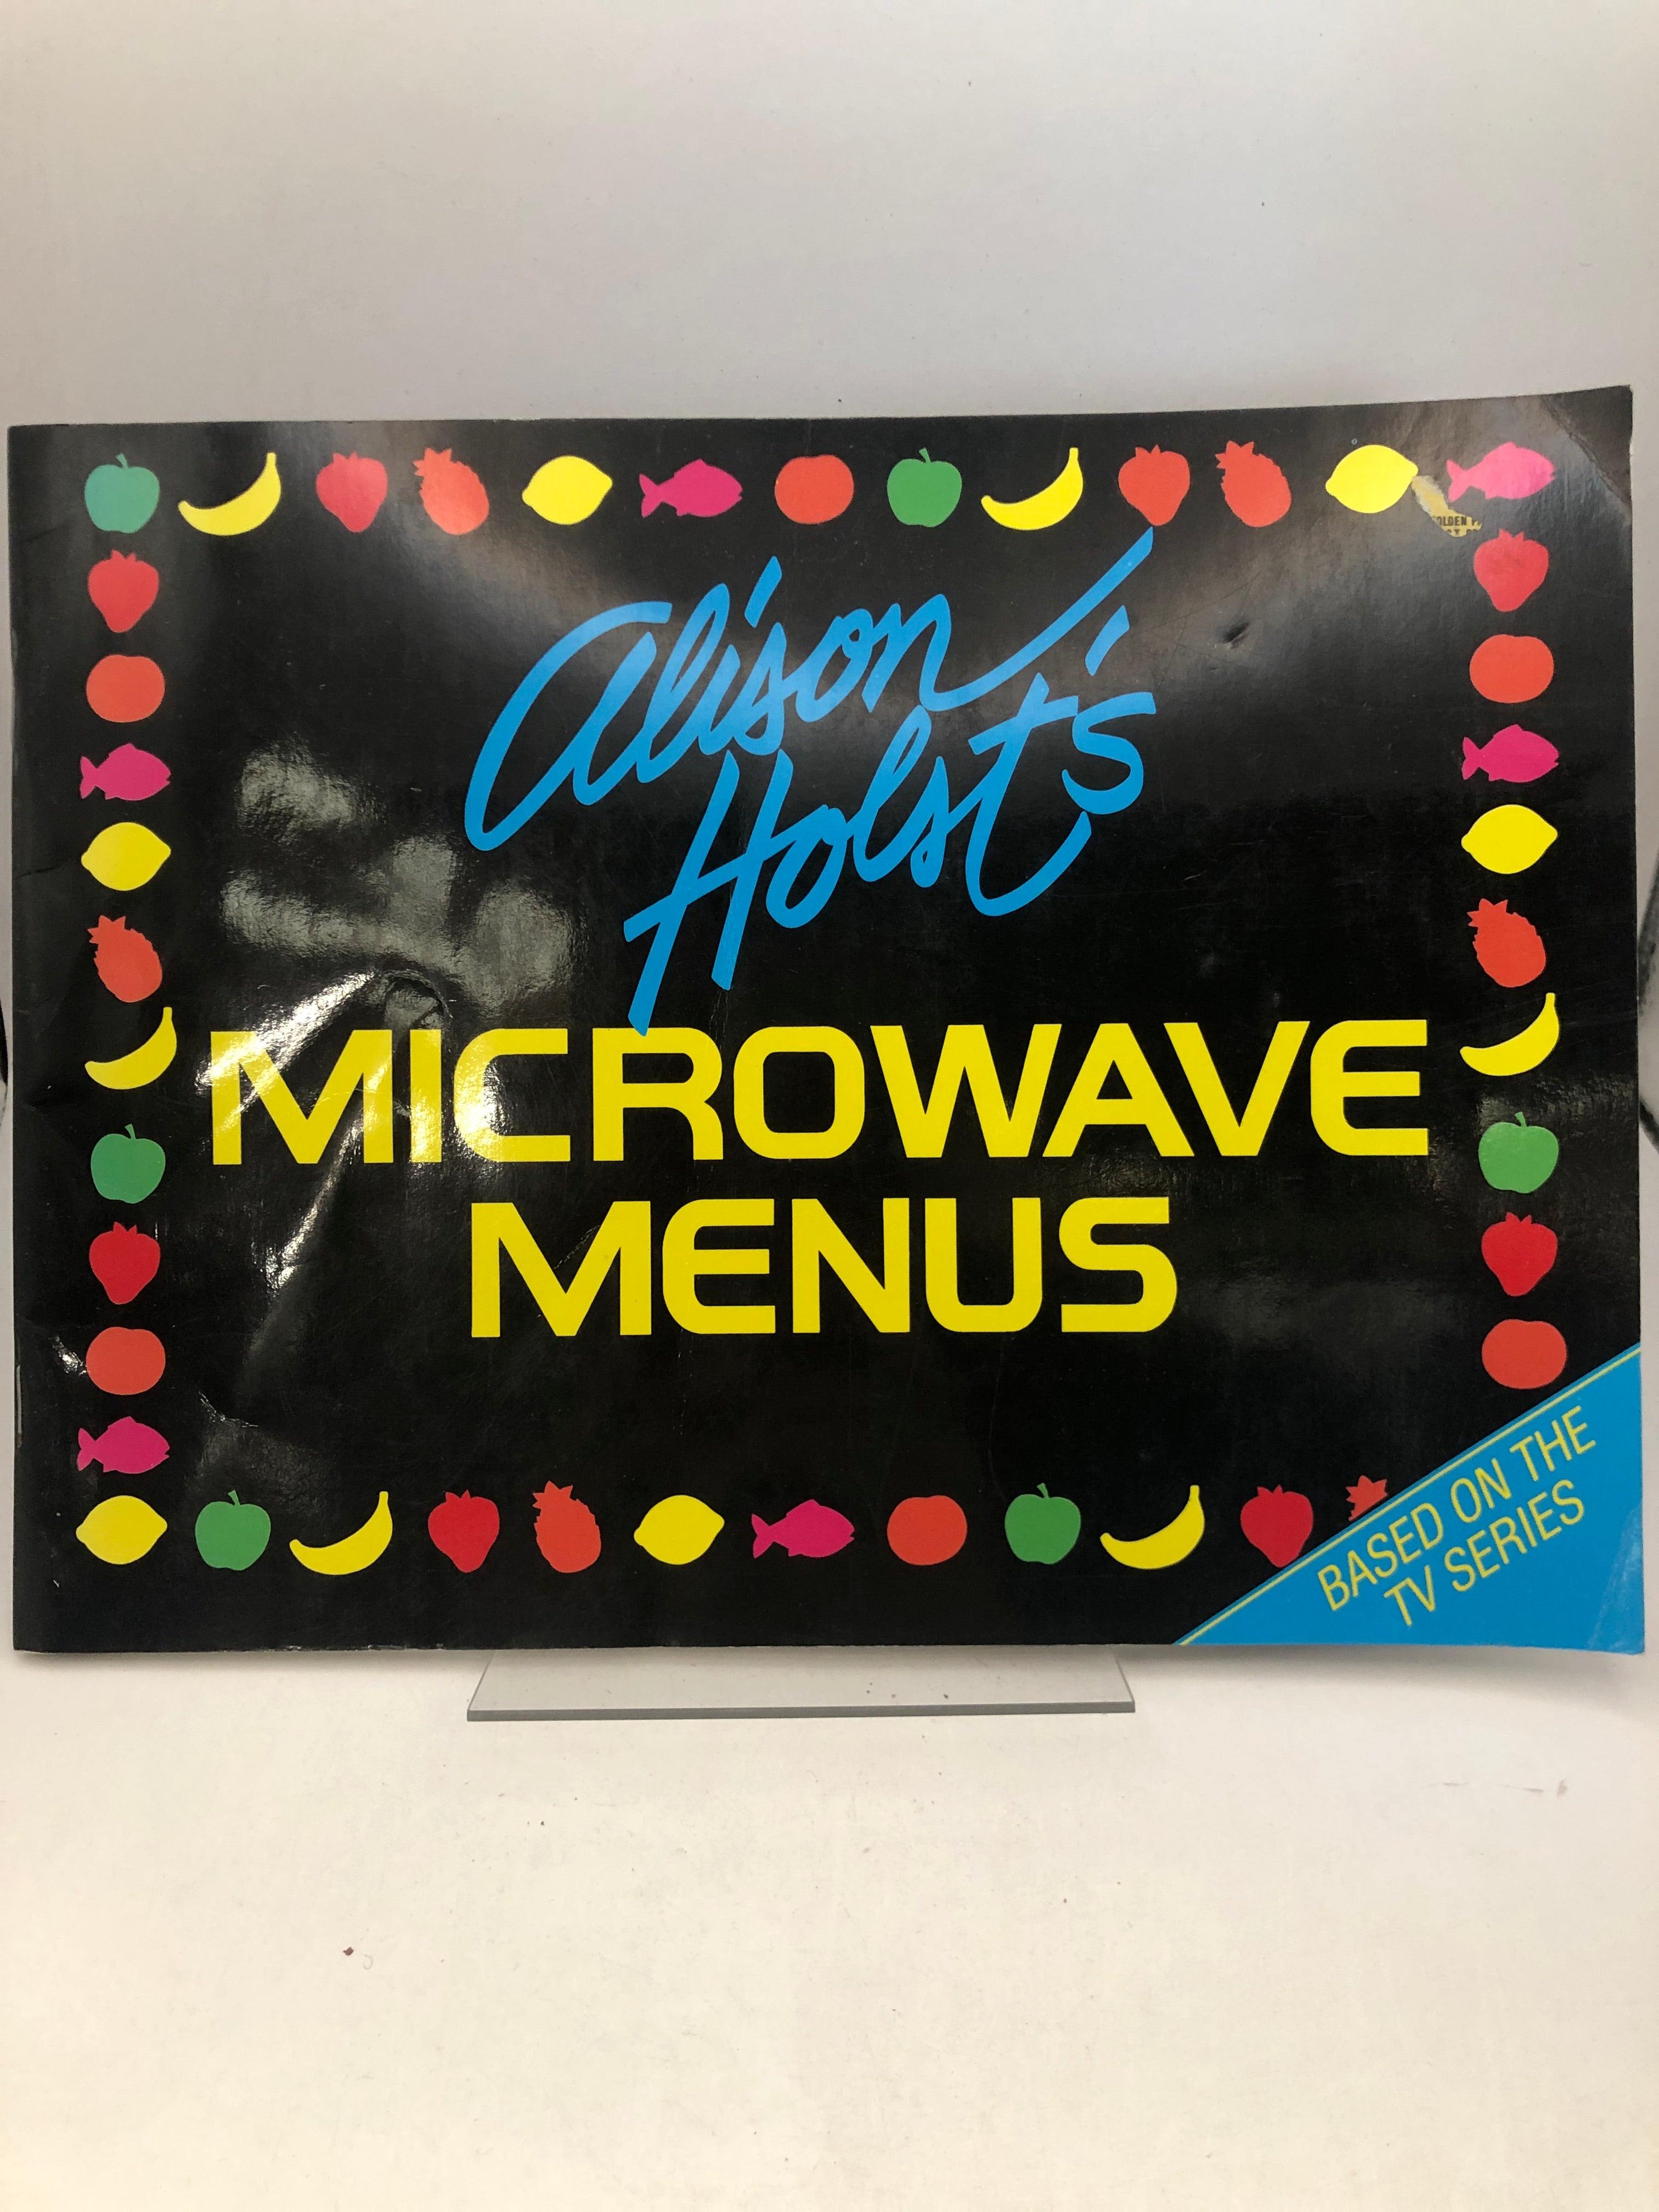 Alison
Holst's
MICROWAVE
MENUS
BASED ON THE
TV SERIES